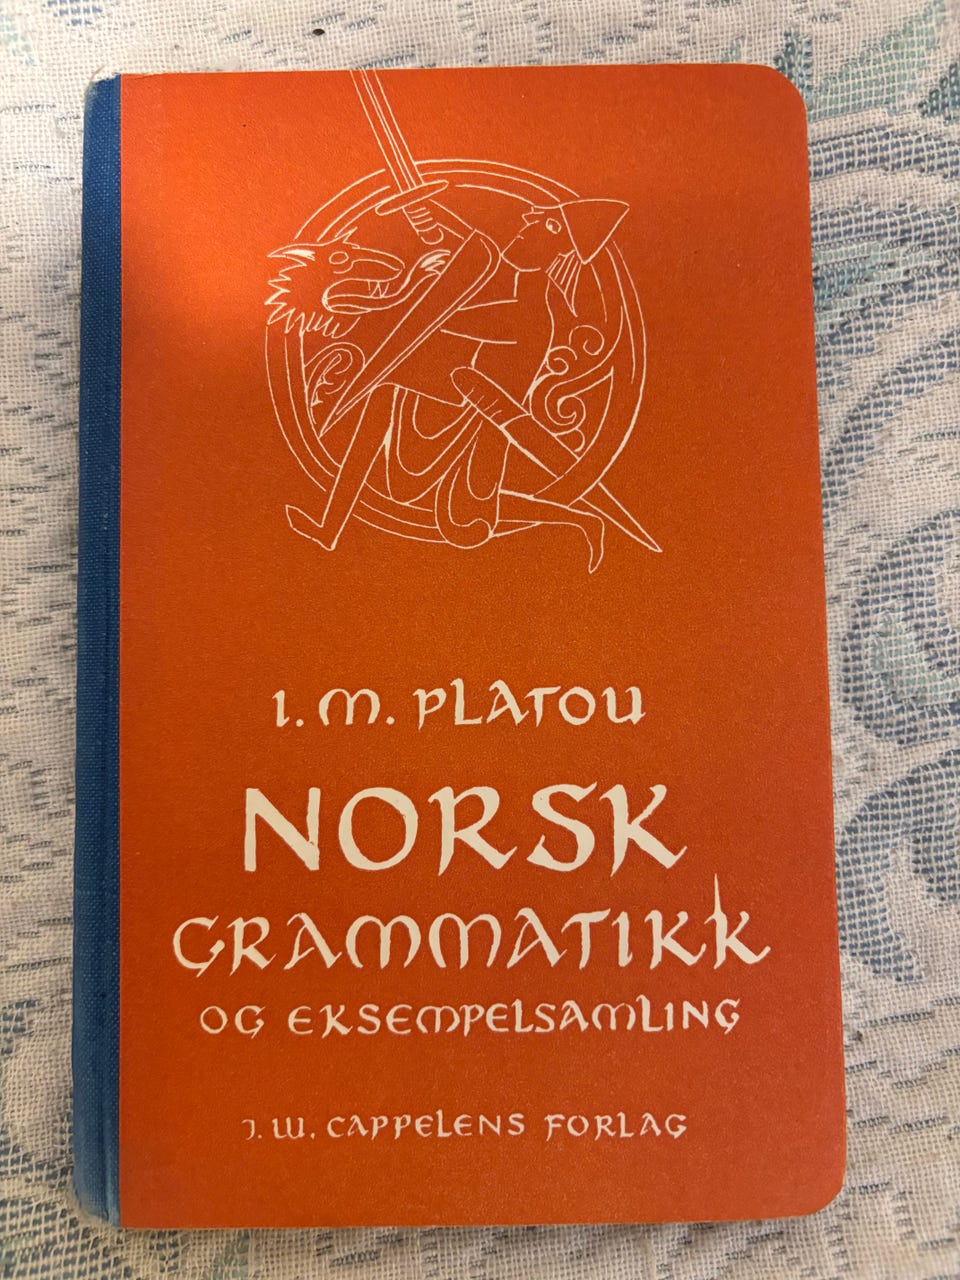 I. M. PLATOU
NORSK
GRAMMATIKK
OG EKSEMPELSAMLING
J. W. CAPPELENS FORLAG